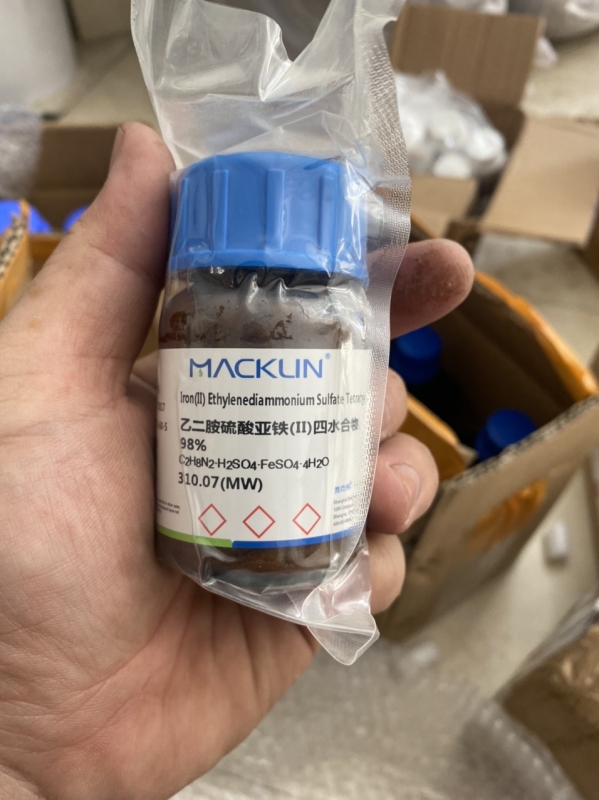 MACKLIN®
Iron(II) Ethylenediammonium Sulfate
乙二胺硫酸亚铁(II)四水合物
98%
C2H8N2·H2SO4·FeSO4·4H2O
310.07(MW)